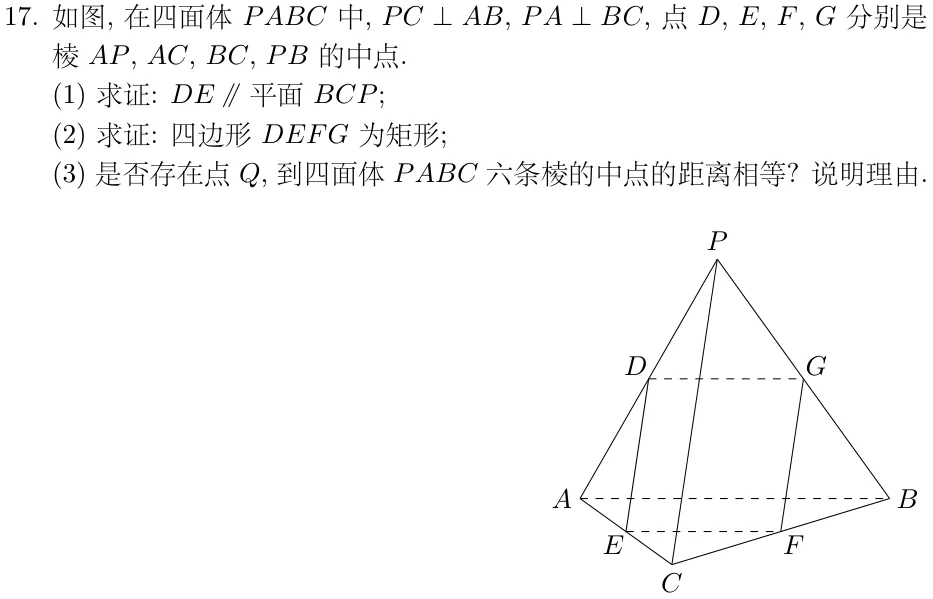 17. 如图, 在四面体 PABC 中, PC ⊥ AB, PA ⊥ BC, 点 D, E, F, G 分别是
棱 AP, AC, BC, PB 的中点.
(1) 求证: DE ∥ 平面 BCP;
(2) 求证: 四边形 DEFG 为矩形;
(3) 是否存在点 Q, 到四面体 PABC 六条棱的中点的距离相等? 说明理由.
P
D
G
A
B
E
F
C